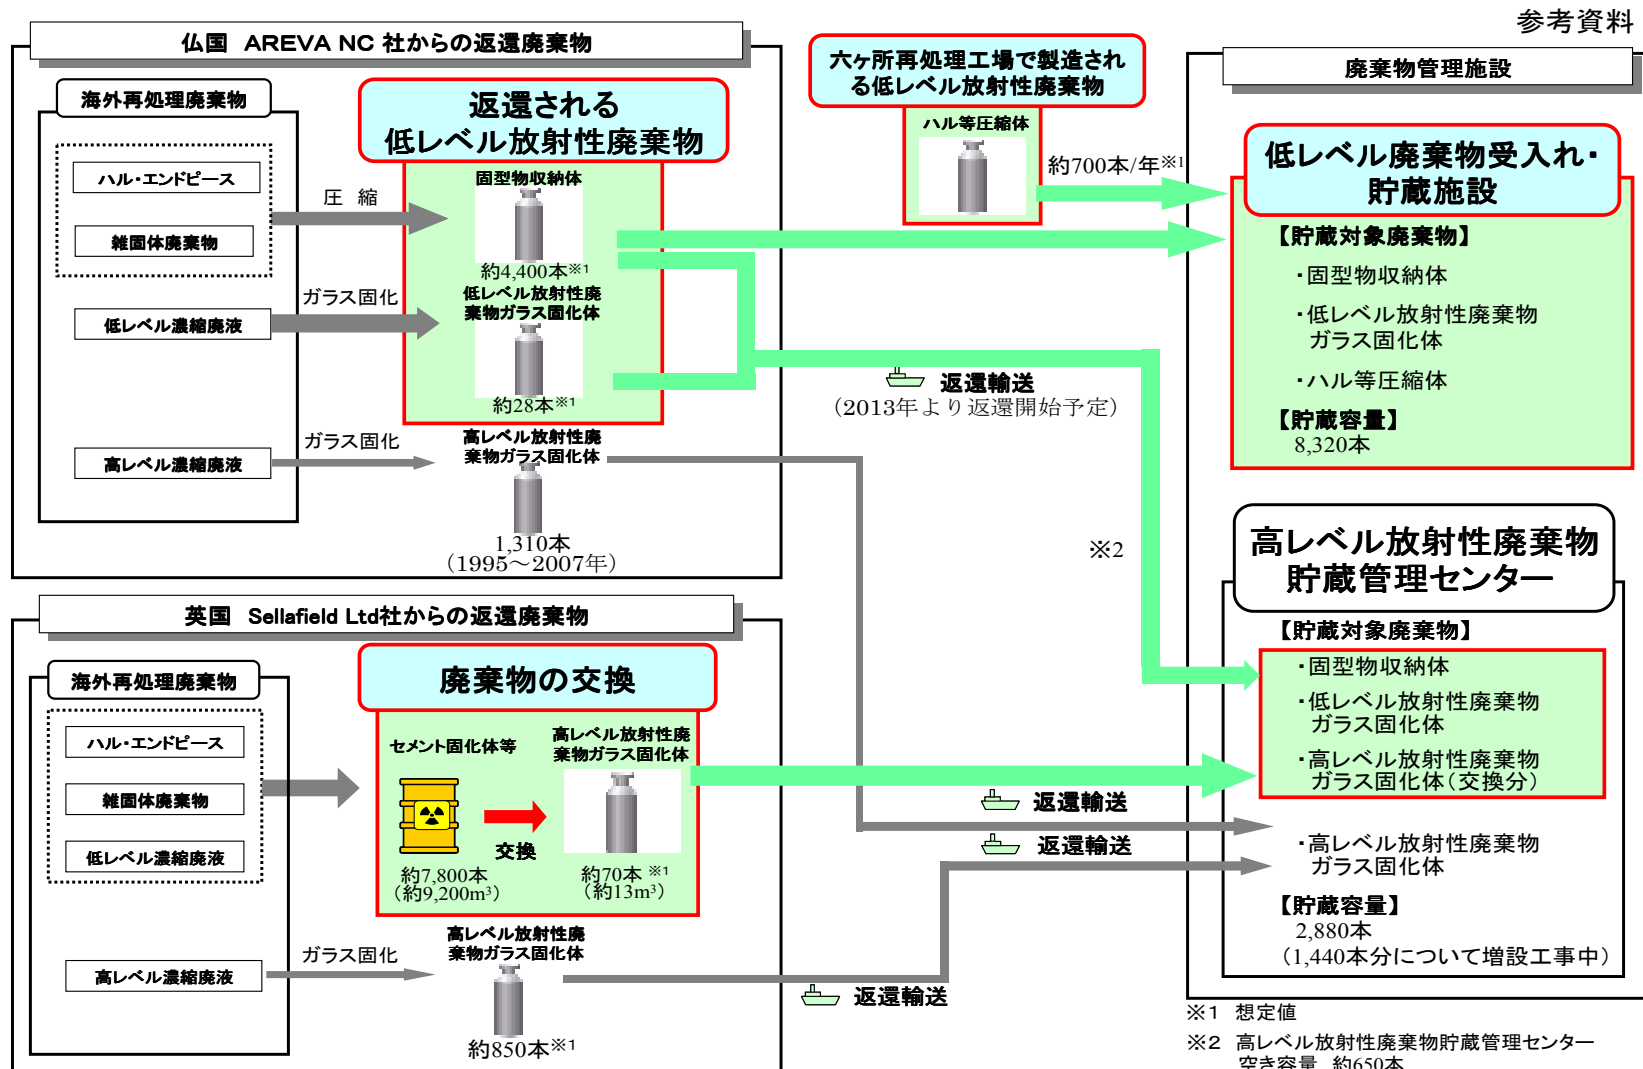 参考資料
仏国 AREVA NC 社からの返還廃棄物
海外再処理廃棄物
ハル・エンドピース
雑固体廃棄物
低レベル濃縮廃液
高レベル濃縮廃液
圧 縮
ガラス固化
ガラス固化
返還される
低レベル放射性廃棄物
固型物収納体
約4,400本※1
低レベル放射性廃
棄物ガラス固化体
約28本※1
高レベル放射性廃
棄物ガラス固化体
1,310本
(1995～2007年)
六ヶ所再処理工場で製造され
る低レベル放射性廃棄物
ハル等圧縮体
約700本/年※1
返還輸送
(2013年より返還開始予定)
※2
英国 Sellafield Ltd社からの返還廃棄物
海外再処理廃棄物
ハル・エンドピース
雑固体廃棄物
低レベル濃縮廃液
高レベル濃縮廃液
ガラス固化
廃棄物の交換
セメント固化体等
約7,800本
(約9,200m³)
交換
高レベル放射性廃
棄物ガラス固化体
約70本 ※1
(約13m³)
高レベル放射性廃
棄物ガラス固化体
約850本※1
返還輸送
返還輸送
返還輸送
廃棄物管理施設
低レベル廃棄物受入れ・
貯蔵施設
【貯蔵対象廃棄物】
・固型物収納体
・低レベル放射性廃棄物
ガラス固化体
・ハル等圧縮体
【貯蔵容量】
8,320本
高レベル放射性廃棄物
貯蔵管理センター
【貯蔵対象廃棄物】
・固型物収納体
・低レベル放射性廃棄物
ガラス固化体
・高レベル放射性廃棄物
ガラス固化体(交換分)
・高レベル放射性廃棄物
ガラス固化体
【貯蔵容量】
2,880本
(1,440本分について増設工事中)
※1 想定値
※2 高レベル放射性廃棄物貯蔵管理センター
空き容量 約650本